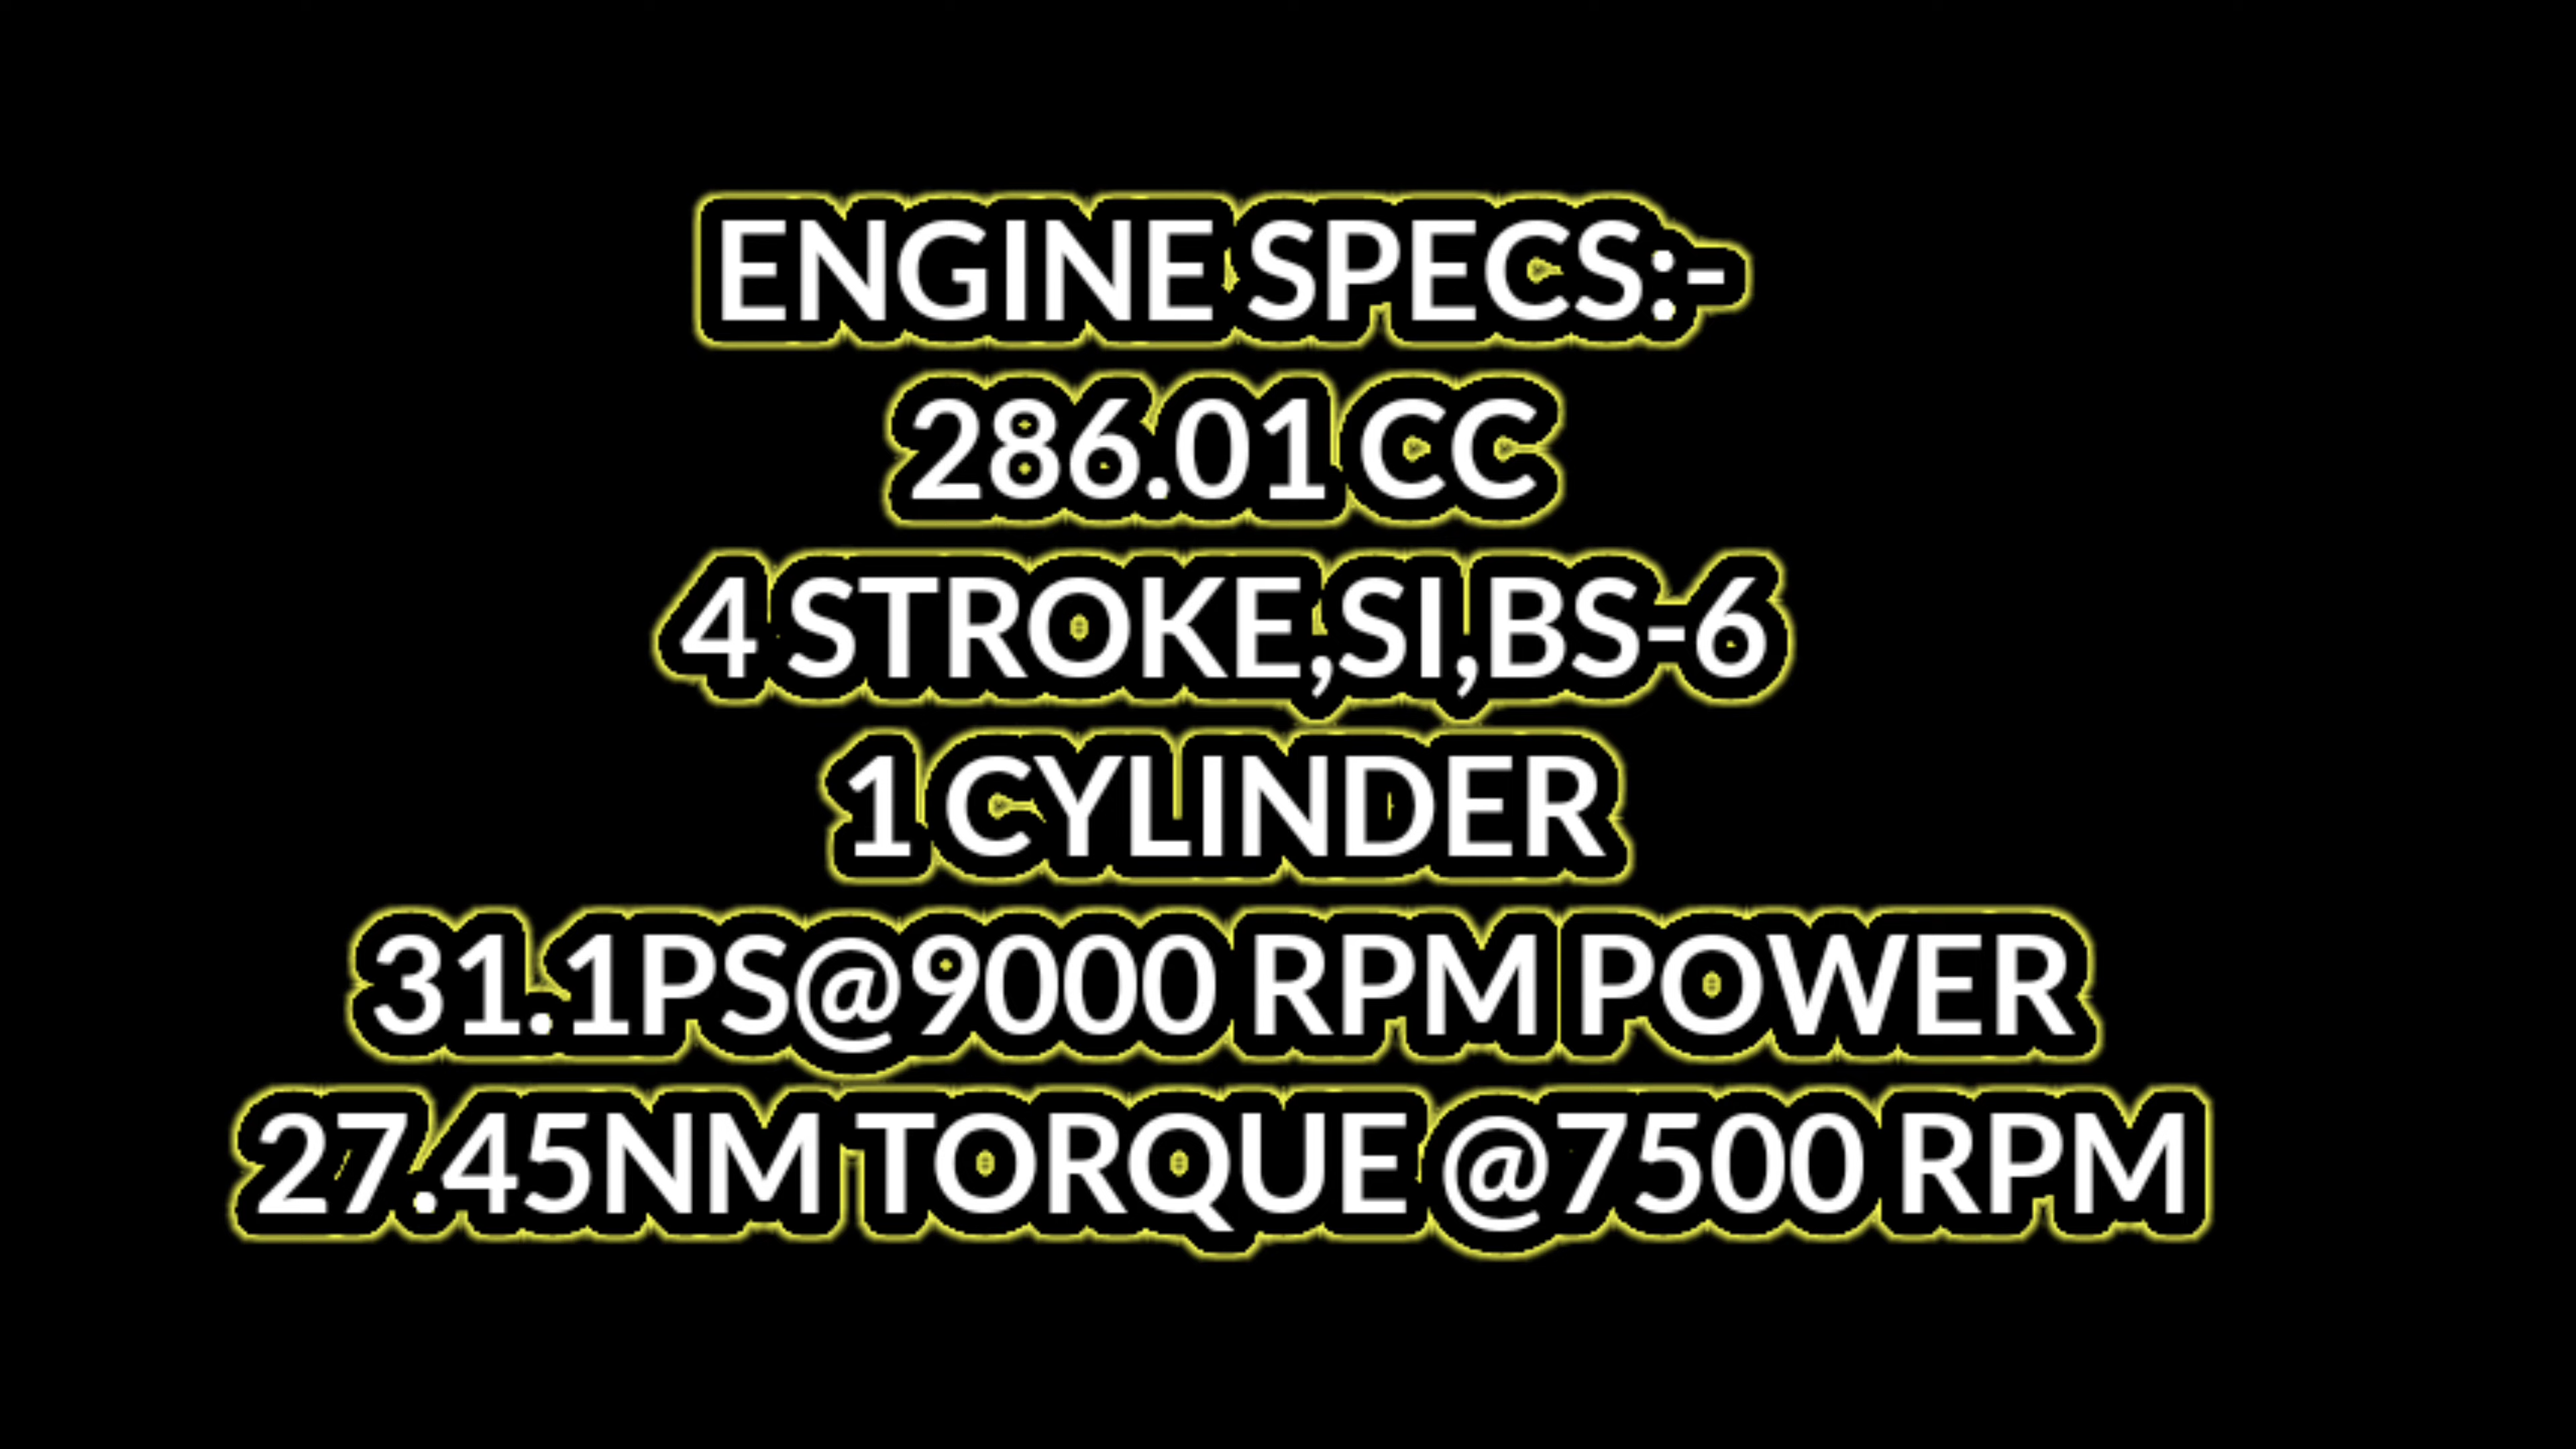 ENGINE SPECS:-
286.01 CC
4 STROKE,SI,BS-6
1 CYLINDER
31.1PS@9000 RPM POWER
27.45NM TORQUE @7500 RPM